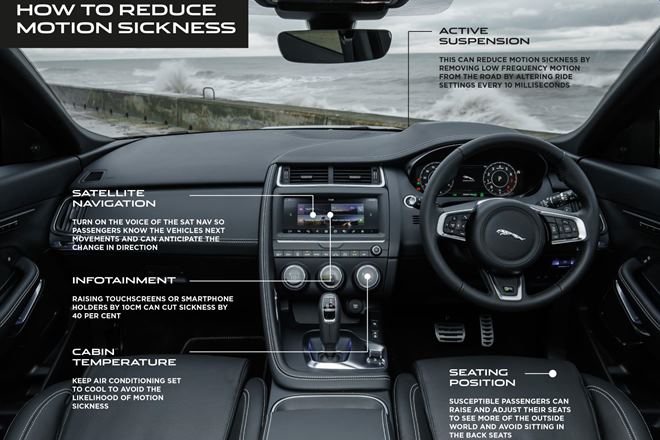 HOW TO REDUCE
MOTION SICKNESS
ACTIVE
SUSPENSION
THIS CAN REDUCE MOTION SICKNESS BY
REMOVING LOW FREQUENCY MOTION
FROM THE ROAD BY ALTERING RIDE
SETTINGS EVERY 10 MILLISECONDS
SATELLITE
NAVIGATION
TURN ON THE VOICE OF THE SAT NAV SO
PASSENGERS KNOW THE VEHICLES NEXT
MOVEMENTS AND CAN ANTICIPATE THE
CHANGE IN DIRECTION
INFOTAINMENT
RAISING TOUCHSCREENS OR SMARTPHONE
HOLDERS BY 10CM CAN CUT SICKNESS BY
40 PER CENT
CABIN
TEMPERATURE
KEEP AIR CONDITIONING SET
TO COOL TO AVOID THE
LIKELIHOOD OF MOTION
SICKNESS
SEATING
POSITION
SUSCEPTIBLE PASSENGERS CAN
RAISE AND ADJUST THEIR SEATS
TO SEE MORE OF THE OUTSIDE
WORLD AND AVOID SITTING IN
THE BACK SEATS